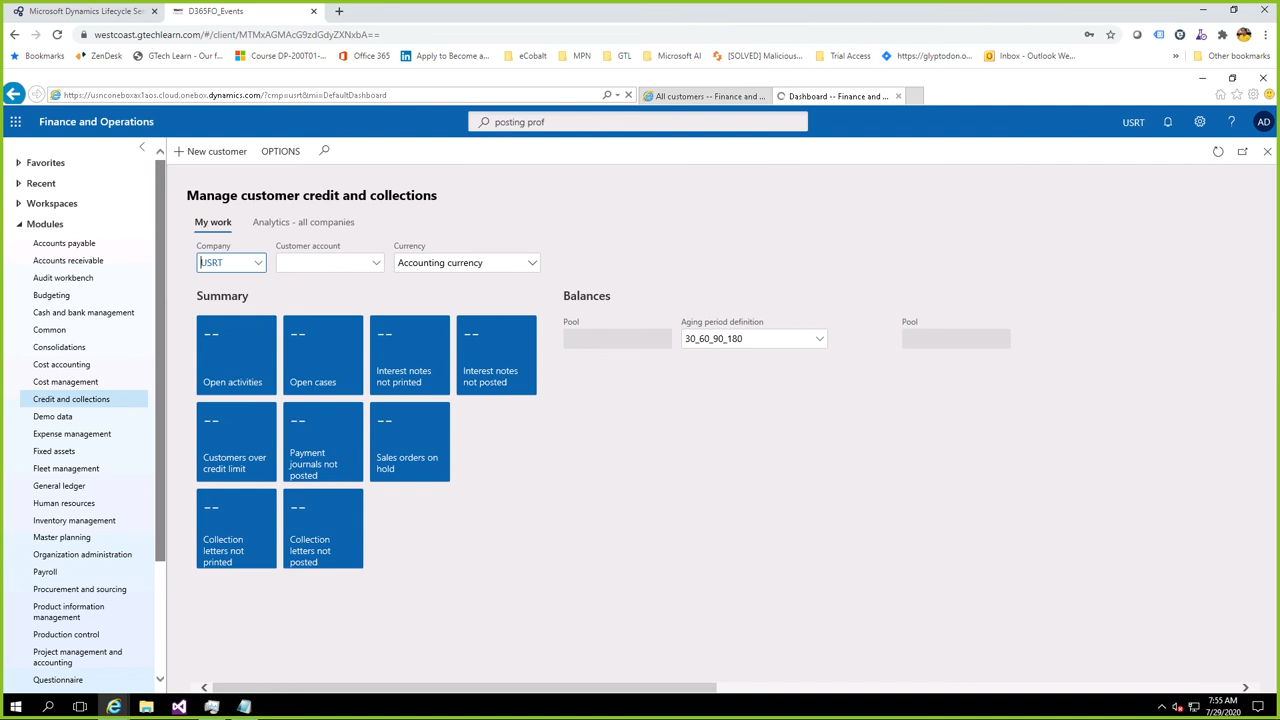 Microsoft Dynamics Lifecycle Ser
D365FO_Events
westcoast.gtechlearn.com/#/client/MTMxAGMAcG9zdGdyZXNxbA==
Bookmarks
ZenDesk
GTech Learn - Our f...
Course DP-200T01-...
Office 365
Apply to Become a...
eCobalt
MPN
GTL
Microsoft AI
[SOLVED] Malicious...
Trial Access
https://glyptodon.o...
Inbox - Outlook We...
Other bookmarks
https://usnconeboxax1aos.cloud.onebox.dynamics.com/?cmp=usrt&mi=DefaultDashboard
All customers -- Finance and ...
Dashboard -- Finance and ...
Finance and Operations
posting prof
USRT
AD
New customer
OPTIONS
Favorites
Recent
Workspaces
Modules
Accounts payable
Accounts receivable
Audit workbench
Budgeting
Cash and bank management
Common
Consolidations
Cost accounting
Cost management
Credit and collections
Demo data
Expense management
Fixed assets
Fleet management
General ledger
Human resources
Inventory management
Master planning
Organization administration
Payroll
Procurement and sourcing
Product information
management
Production control
Project management and
accounting
Questionnaire
Manage customer credit and collections
My work
Analytics - all companies
Company
Customer account
Currency
USRT
Accounting currency
Summary
Balances
Pool
Aging period definition
Pool
30_60_90_180
--
--
--
--
Open activities
Open cases
Interest notes
not printed
Interest notes
not posted
--
--
--
Customers over
credit limit
Payment
journals not
posted
Sales orders on
hold
--
--
Collection
letters not
printed
Collection
letters not
posted
7:55 AM
7/29/2020